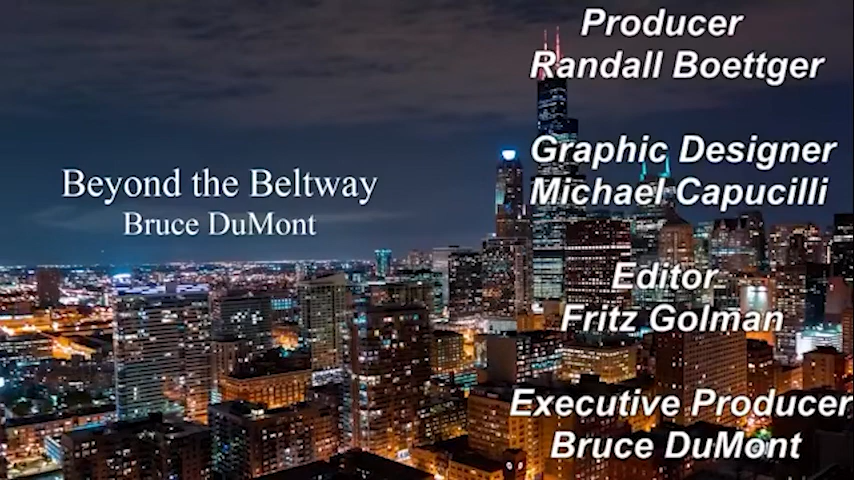 Beyond the Beltway
Bruce DuMont
Producer
Randall Boettger
Graphic Designer
Michael Capucilli
Editor
Fritz Golman
Executive Producer
Bruce DuMont